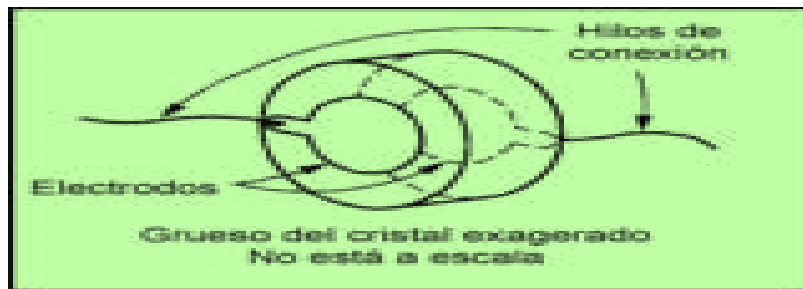 Hilos de
conexión
Electrodos
Grueso del cristal exagerado
No está a escala